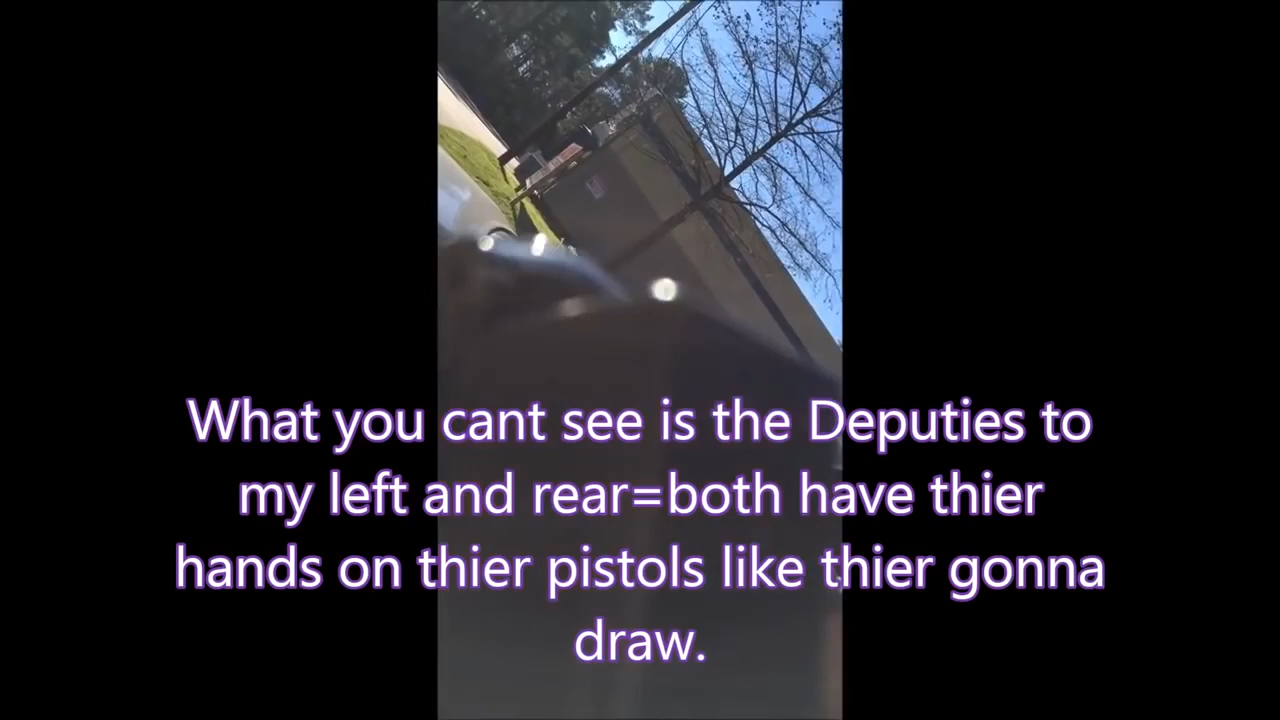 What you cant see is the Deputies to
my left and rear=both have thier
hands on thier pistols like thier gonna
draw.